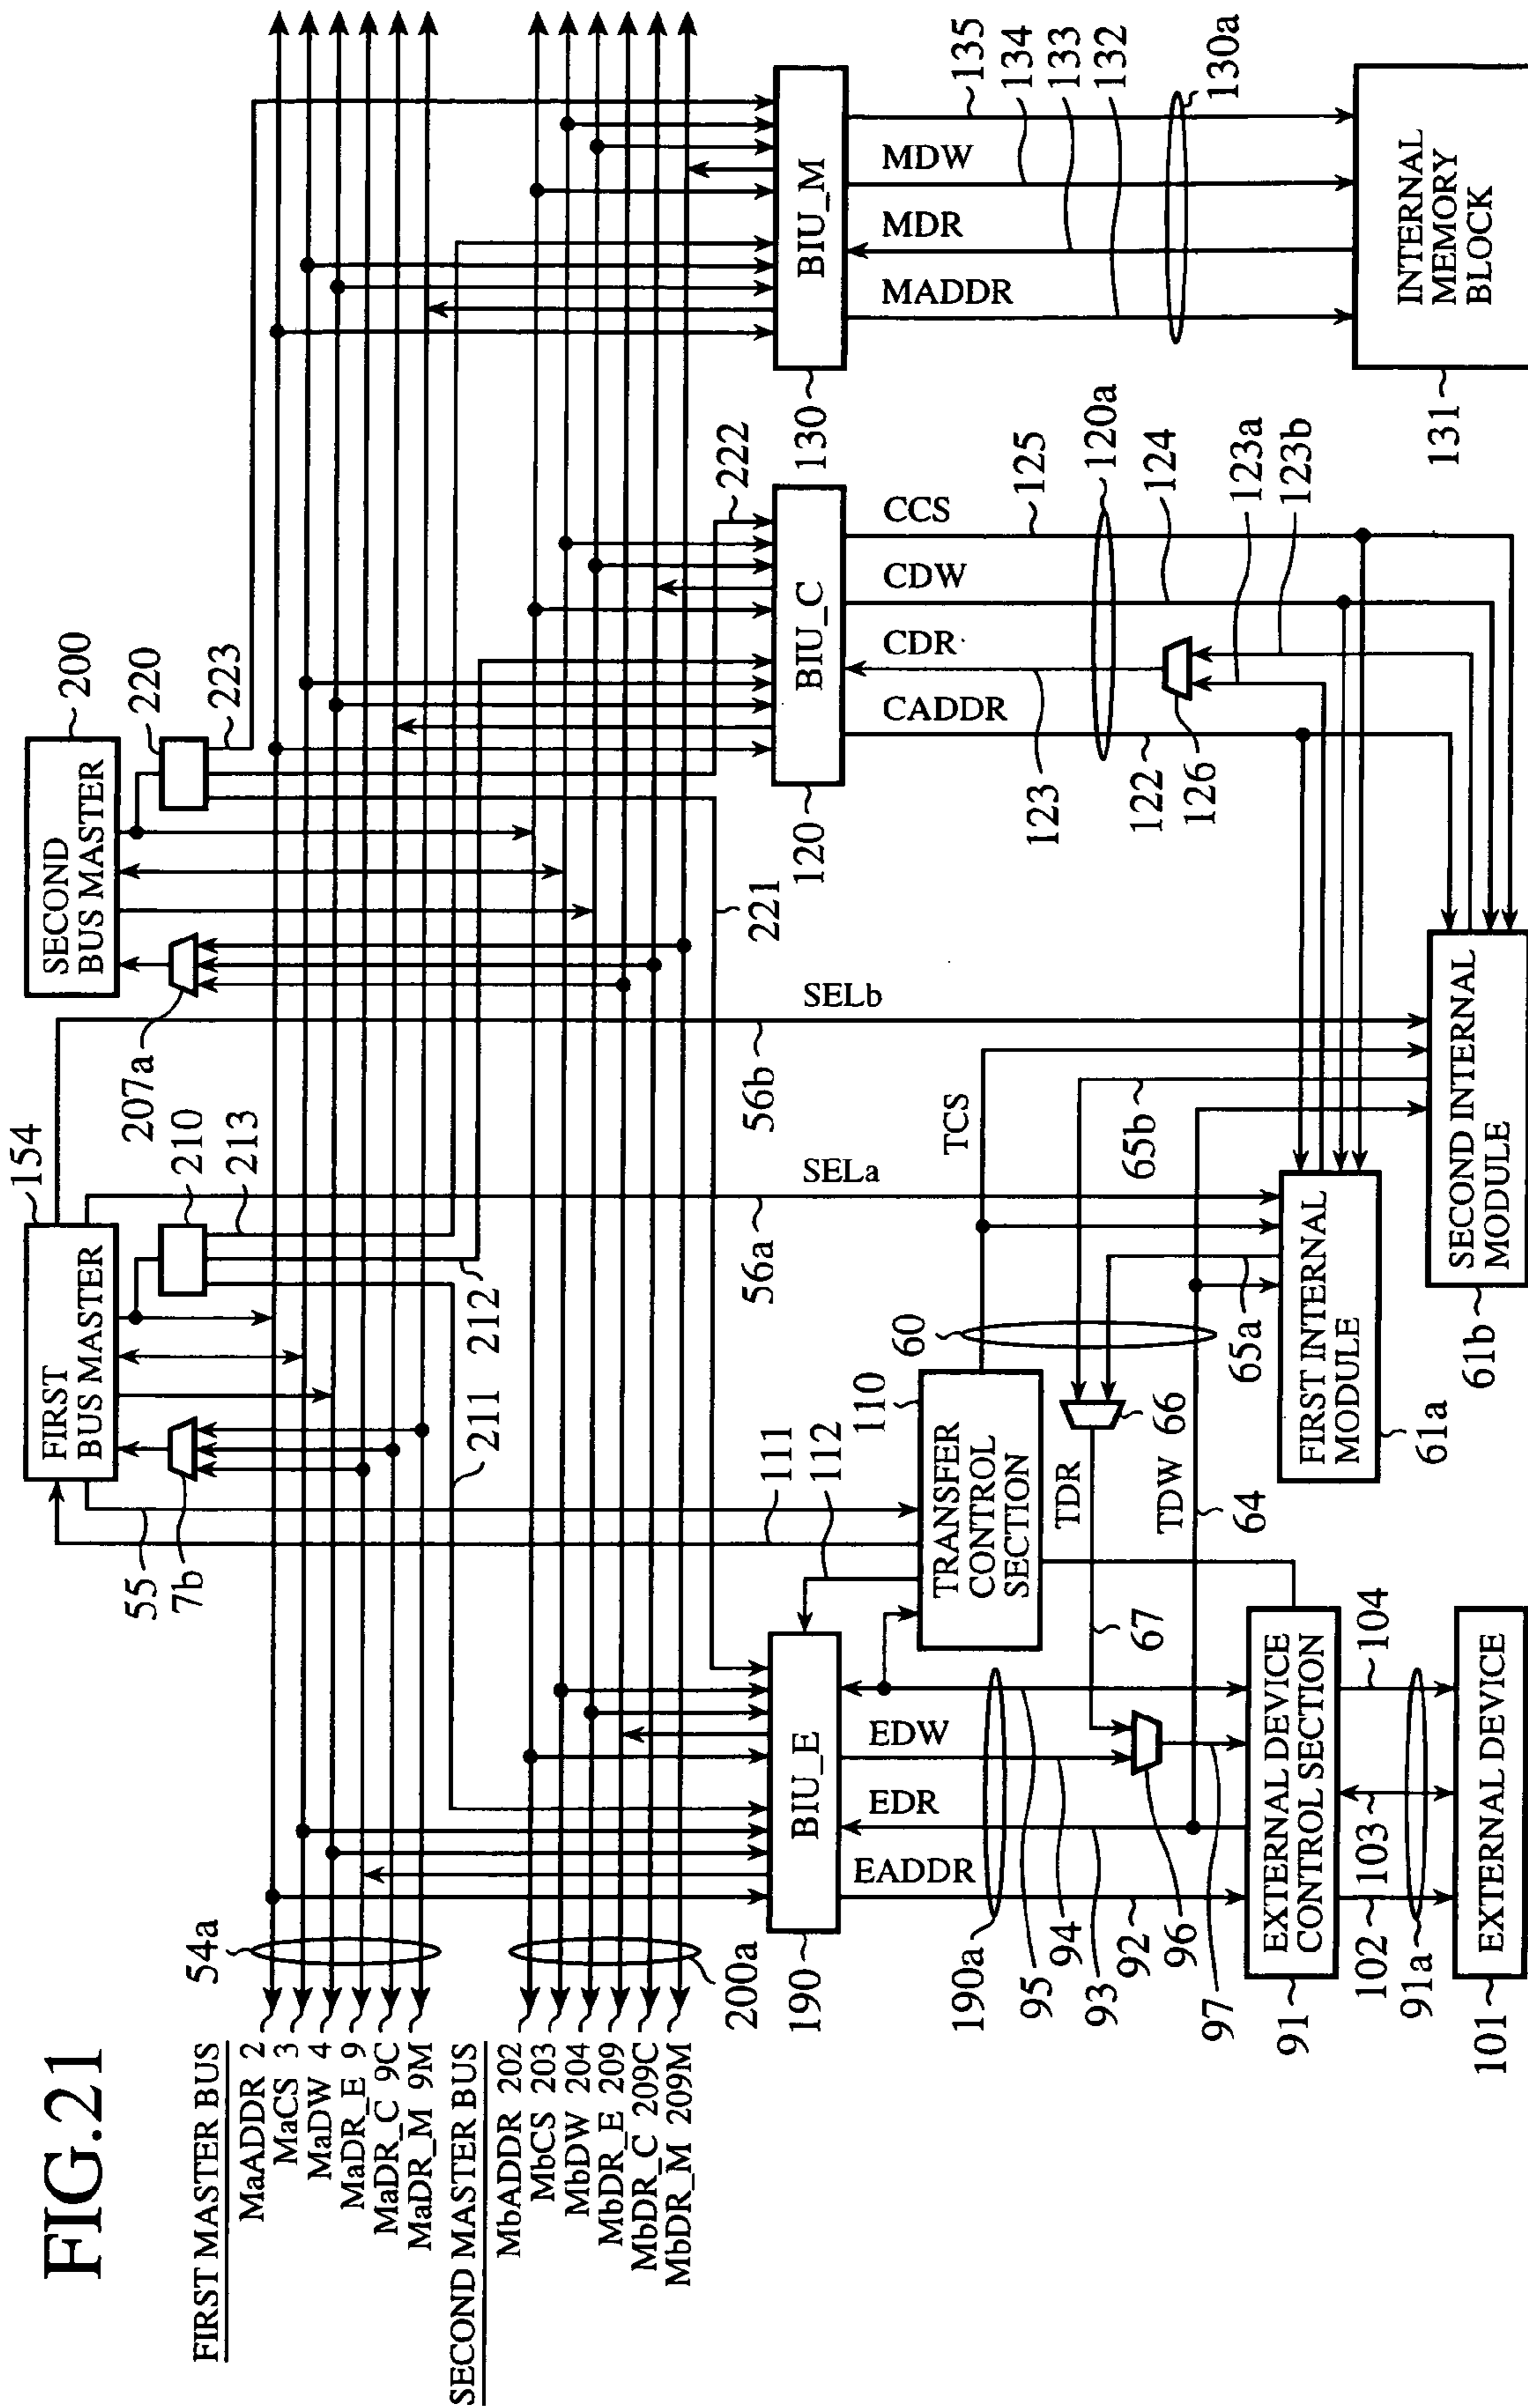 FIG.21
FIRST MASTER BUS
MaADDR 2
MaCS 3
MaDW 4
MaDR_E 9
MaDR_C 9C
MaDR_M 9M
SECOND MASTER BUS
MbADDR 202
MbCS 203
MbDW 204
MbDR_E 209
MbDR_C 209C
MbDR_M 209M
54a
200a
FIRST
BUS MASTER
154
55
7b
210
213
212
211
SECOND
BUS MASTER
200
207a
220
223
222
221
SELa
56a
SELb
56b
111
112
BIU_E
190
EDW
EDR
EADDR
190a
95
94
92
93
96
97
TRANSFER
CONTROL
SECTION
110
60
TCS
TDR
67
66
TDW
64
65a
65b
EXTERNAL DEVICE
CONTROL SECTION
91
104
103
102
91a
EXTERNAL DEVICE
101
FIRST INTERNAL
MODULE
61a
SECOND INTERNAL
MODULE
61b
BIU_C
120
CCS
CDW
CDR
CADDR
125
120a
124
123a
123b
123
122
126
BIU_M
130
MDW
MDR
MADDR
135
134
133
132
130a
INTERNAL
MEMORY
BLOCK
131